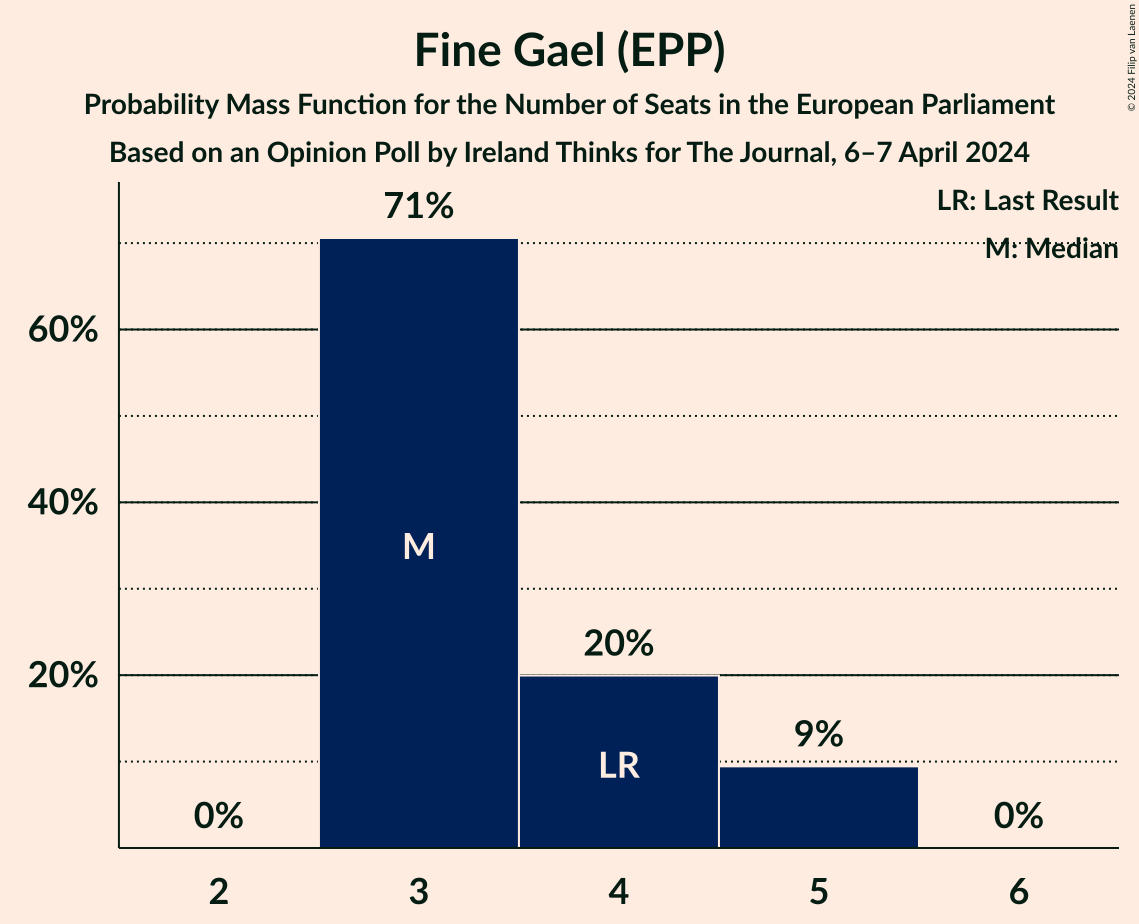 Fine Gael (EPP)
Probability Mass Function for the Number of Seats in the European Parliament
Based on an Opinion Poll by Ireland Thinks for The Journal, 6–7 April 2024
© 2024 Filip van Laenen
LR: Last Result
M: Median
71%
60%
40%
M
20%
20%
9%
LR
0%
0%
2 3 4 5 6